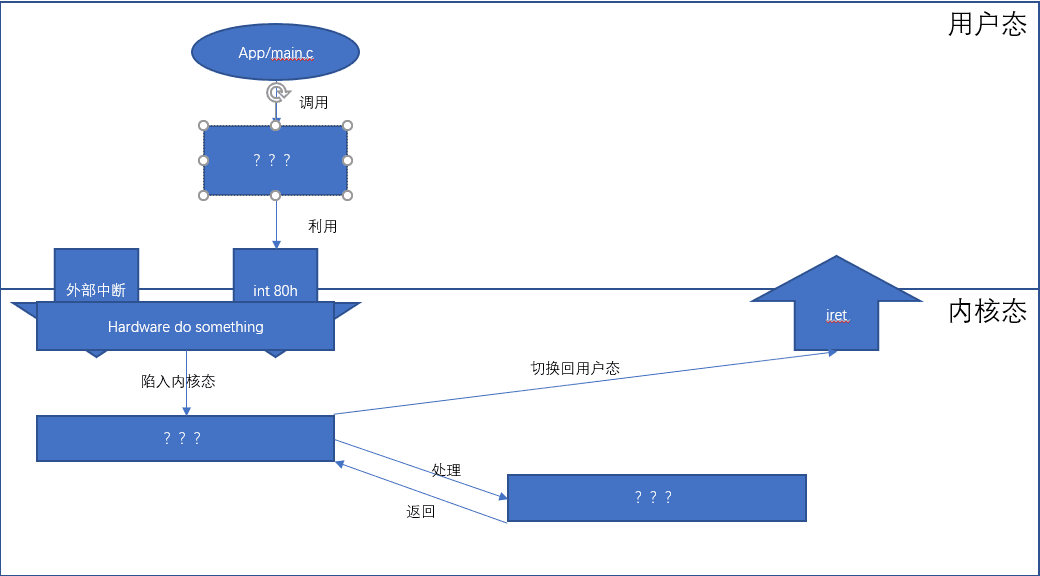 用户态
App/main.c
调用
？？？
利用
外部中断
int 80h
内核态
Hardware do something
iret
切换回用户态
陷入内核态
？？？
处理
？？？
返回